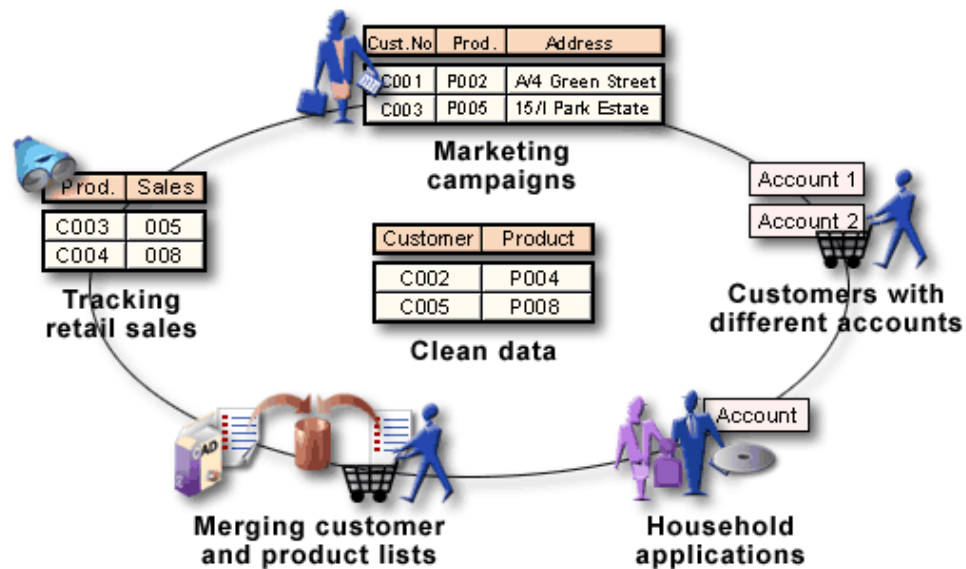 Cust.No Prod. Address
C001 P002 A/4 Green Street
C003 P005 15/I Park Estate
Marketing
campaigns
Prod. Sales
C003 005
C004 008
Tracking
retail sales
Account 1
Account 2
Customers with
different accounts
Customer Product
C002 P004
C005 P008
Clean data
AD
Merging customer
and product lists
Account
Household
applications